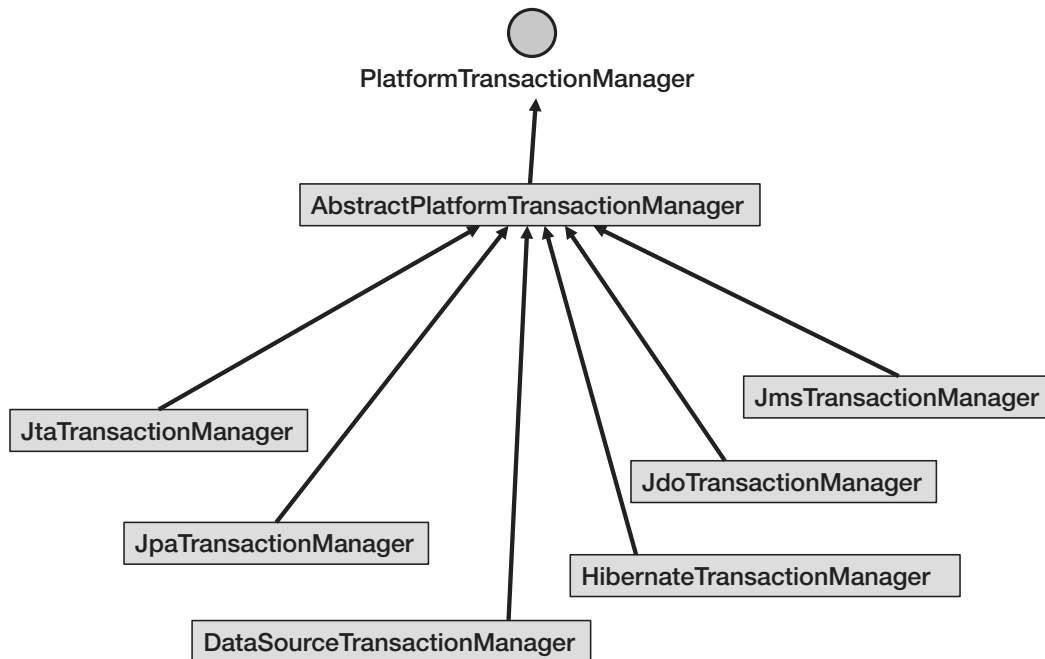 PlatformTransactionManager
AbstractPlatformTransactionManager
JmsTransactionManager
JtaTransactionManager
JdoTransactionManager
JpaTransactionManager
HibernateTransactionManager
DataSourceTransactionManager